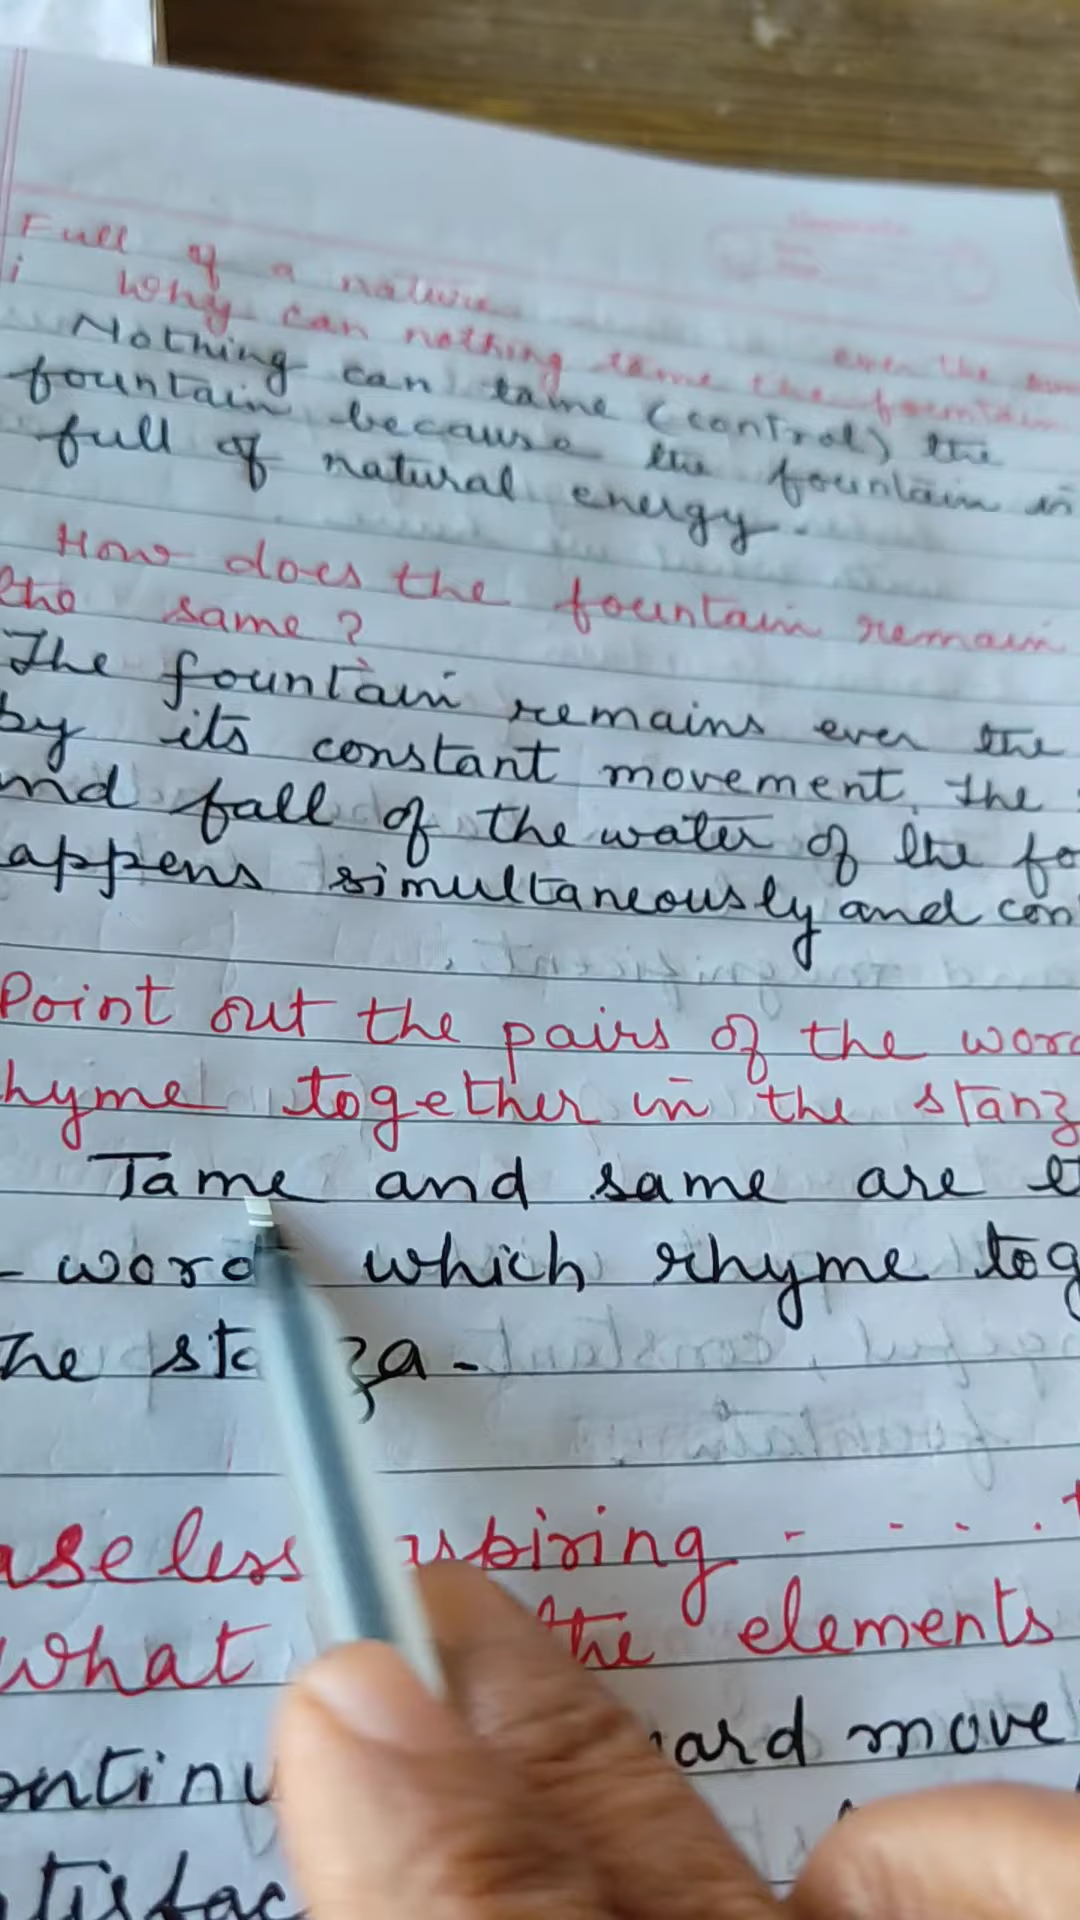 Full of a nature
i Why can nothing tame the fountain
Nothing can tame (control) the
fountain because the fountain is
full of natural energy.
How does the fountain remain
the same?
The fountain remains ever the
by its constant movement. The
nd fall of the water of the fo
appens simultaneously and con
Point out the pairs of the word
hyme together in the stanz
Tame and same are t
- word which rhyme tog
he stanza-
aseless aspiring - - - . .
What the elements
ontinu ard move
tisfac